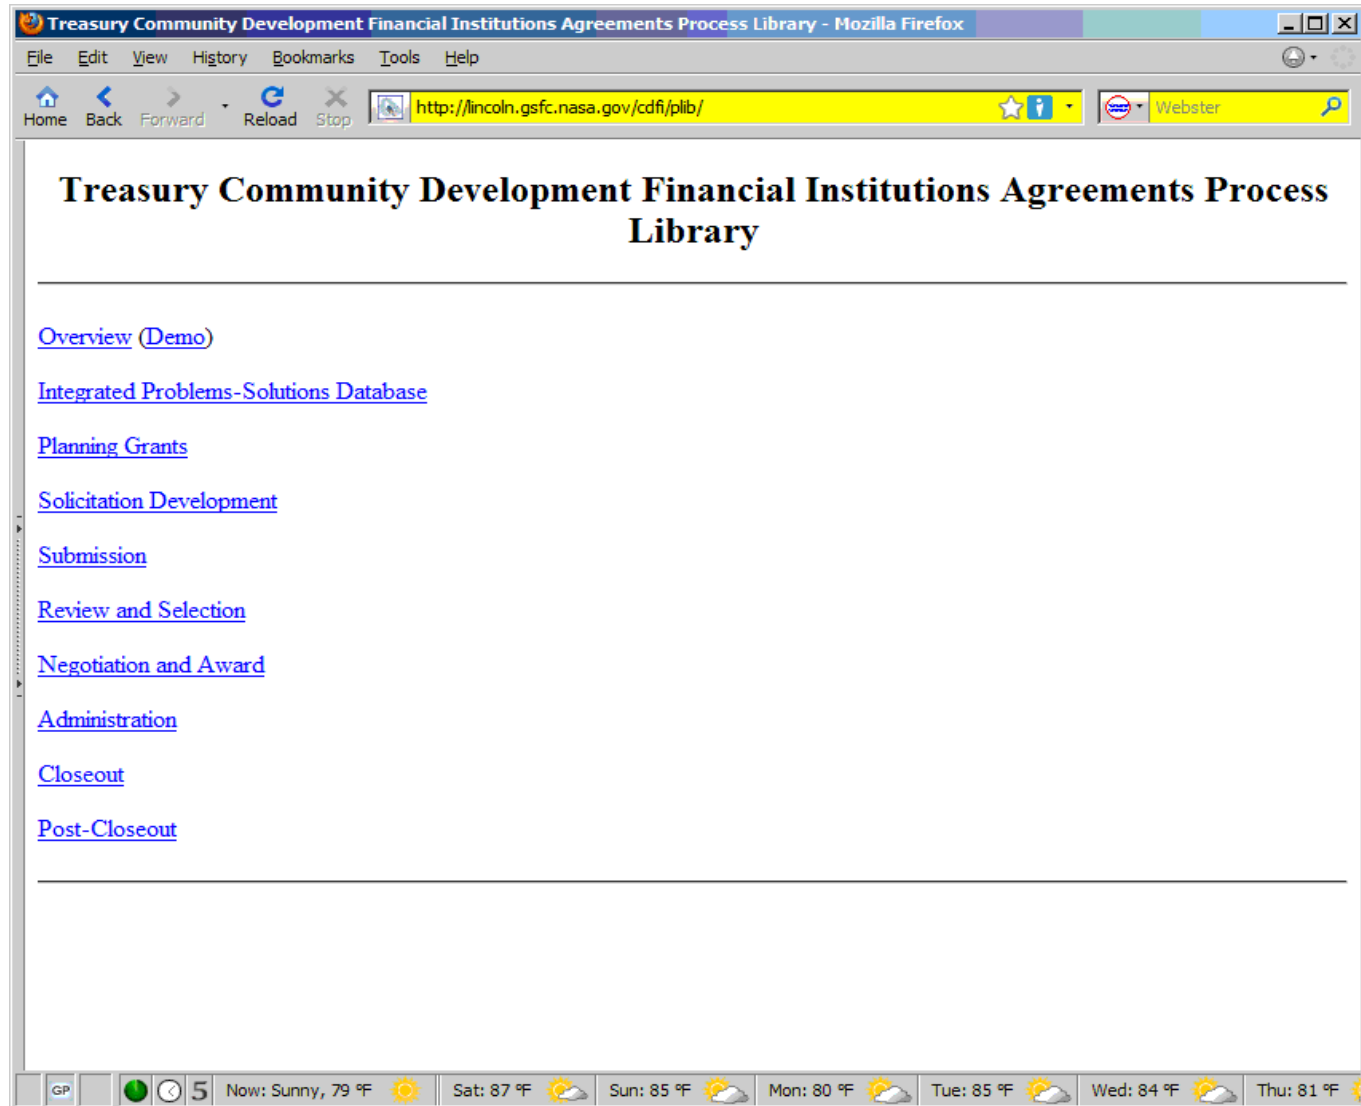 Treasury Community Development Financial Institutions Agreements Process Library - Mozilla Firefox
File Edit View History Bookmarks Tools Help
Home Back Forward Reload Stop http://lincoln.gsfc.nasa.gov/cdfi/plib/ Webster
Treasury Community Development Financial Institutions Agreements Process
Library
Overview (Demo)
Integrated Problems-Solutions Database
Planning Grants
Solicitation Development
Submission
Review and Selection
Negotiation and Award
Administration
Closeout
Post-Closeout
GP 5 Now: Sunny, 79 °F Sat: 87 °F Sun: 85 °F Mon: 80 °F Tue: 85 °F Wed: 84 °F Thu: 81 °F